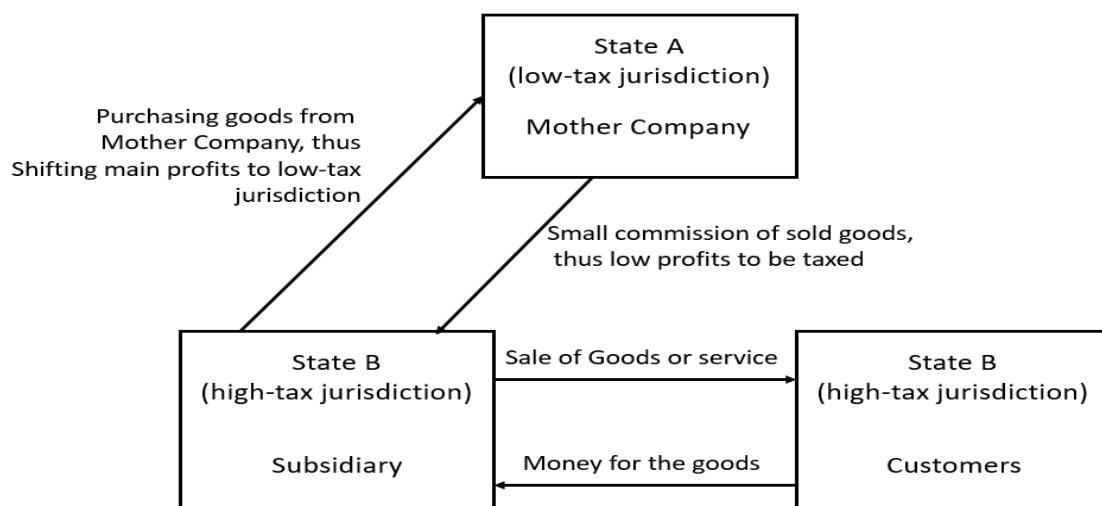 State A
(low-tax jurisdiction)
Mother Company
Purchasing goods from
Mother Company, thus
Shifting main profits to low-tax
jurisdiction
Small commission of sold goods,
thus low profits to be taxed
State B
(high-tax jurisdiction)
Subsidiary
Sale of Goods or service
Money for the goods
State B
(high-tax jurisdiction)
Customers